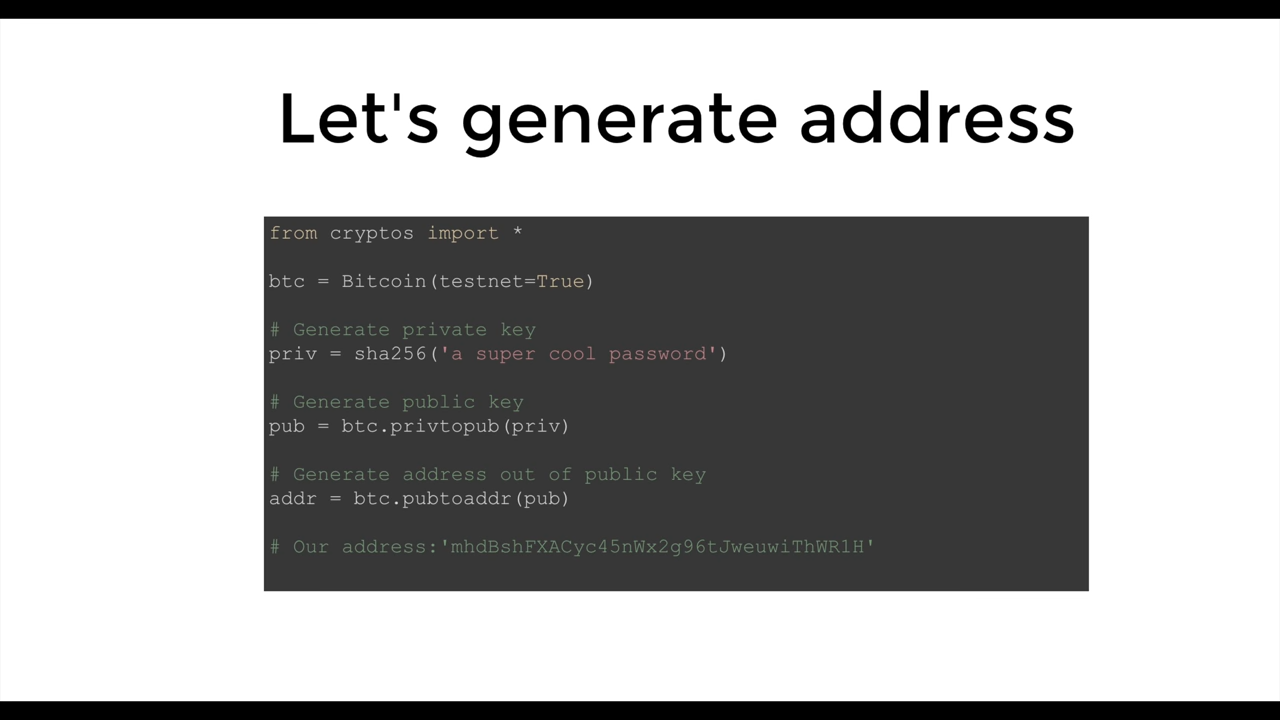 Let's generate address
from cryptos import *
btc = Bitcoin(testnet=True)
# Generate private key
priv = sha256('a super cool password')
# Generate public key
pub = btc.privtopub(priv)
# Generate address out of public key
addr = btc.pubtoaddr(pub)
# Our address:'mhdBshFXACyc45nWx2g96tJweuwiThWR1H'